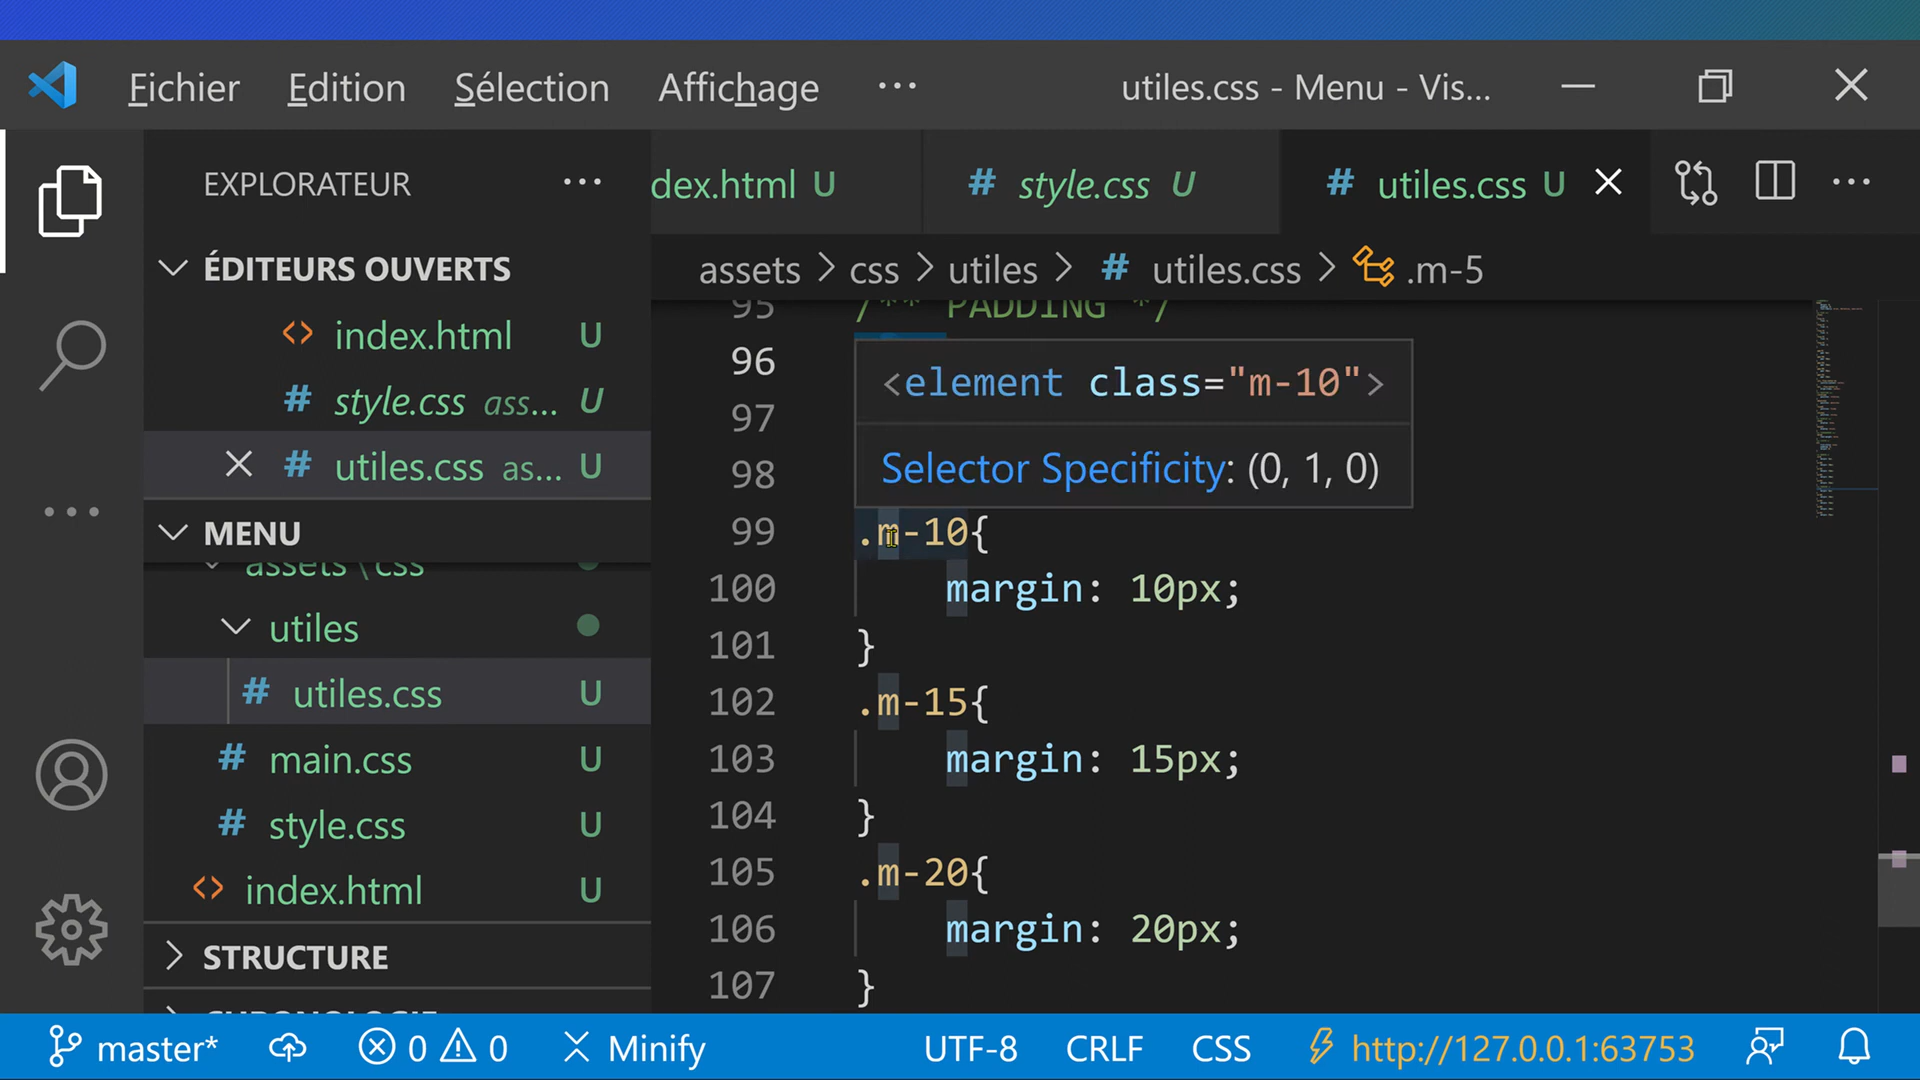 Fichier Edition Sélection Affichage ··· utiles.css - Menu - Vis...
EXPLORATEUR ···
ÉDITEURS OUVERTS
index.html U
style.css ass... U
utiles.css as... U
MENU
assets \ css
utiles
utiles.css U
main.css U
style.css U
index.html U
STRUCTURE
dex.html U # style.css U # utiles.css U
assets > css > utiles > # utiles.css > .m-5
95 /** PADDING */
96
<element class="m-10">
97
98 Selector Specificity: (0, 1, 0)
99 .m-10{
100 margin: 10px;
101 }
102 .m-15{
103 margin: 15px;
104 }
105 .m-20{
106 margin: 20px;
107 }
master* 0 0 Minify UTF-8 CRLF CSS http://127.0.0.1:63753